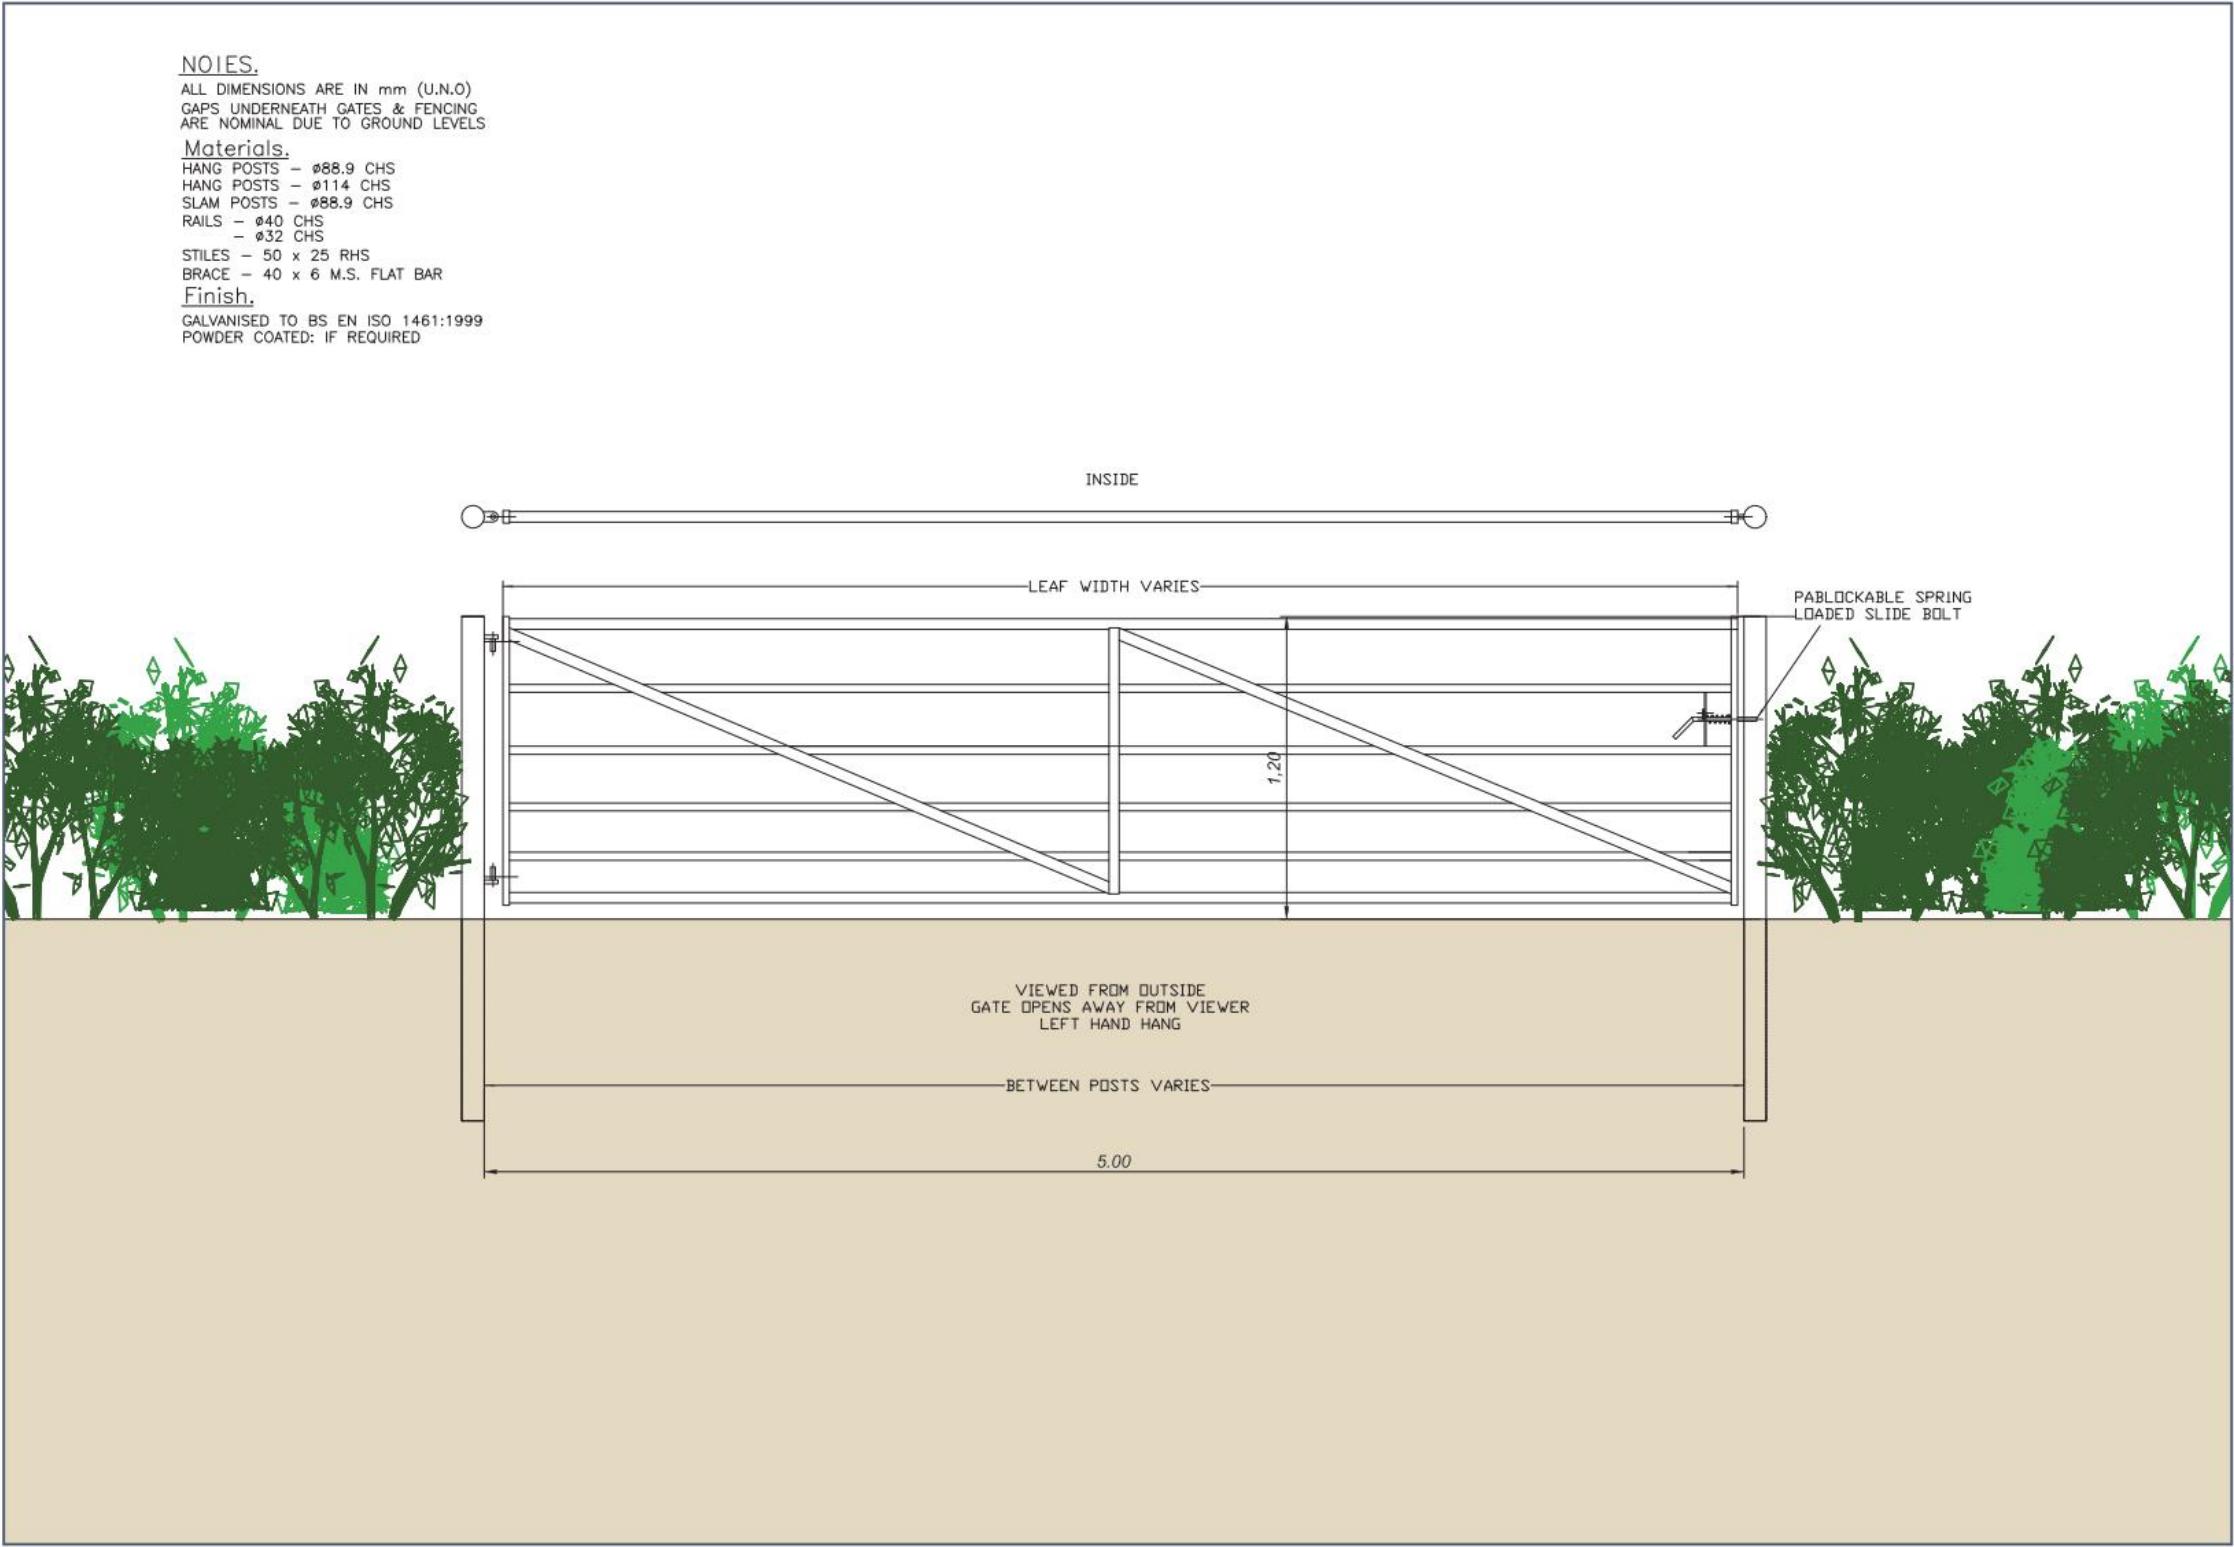 NOIES.
ALL DIMENSIONS ARE IN mm (U.N.O)
GAPS UNDERNEATH GATES & FENCING
ARE NOMINAL DUE TO GROUND LEVELS
Materials.
HANG POSTS – ø88.9 CHS
HANG POSTS – ø114 CHS
SLAM POSTS – ø88.9 CHS
RAILS – ø40 CHS
– ø32 CHS
STILES – 50 x 25 RHS
BRACE – 40 x 6 M.S. FLAT BAR
Finish.
GALVANISED TO BS EN ISO 1461:1999
POWDER COATED: IF REQUIRED
INSIDE
LEAF WIDTH VARIES
PABLOCKABLE SPRING
LOADED SLIDE BOLT
1,20
VIEWED FROM OUTSIDE
GATE OPENS AWAY FROM VIEWER
LEFT HAND HANG
BETWEEN POSTS VARIES
5.00